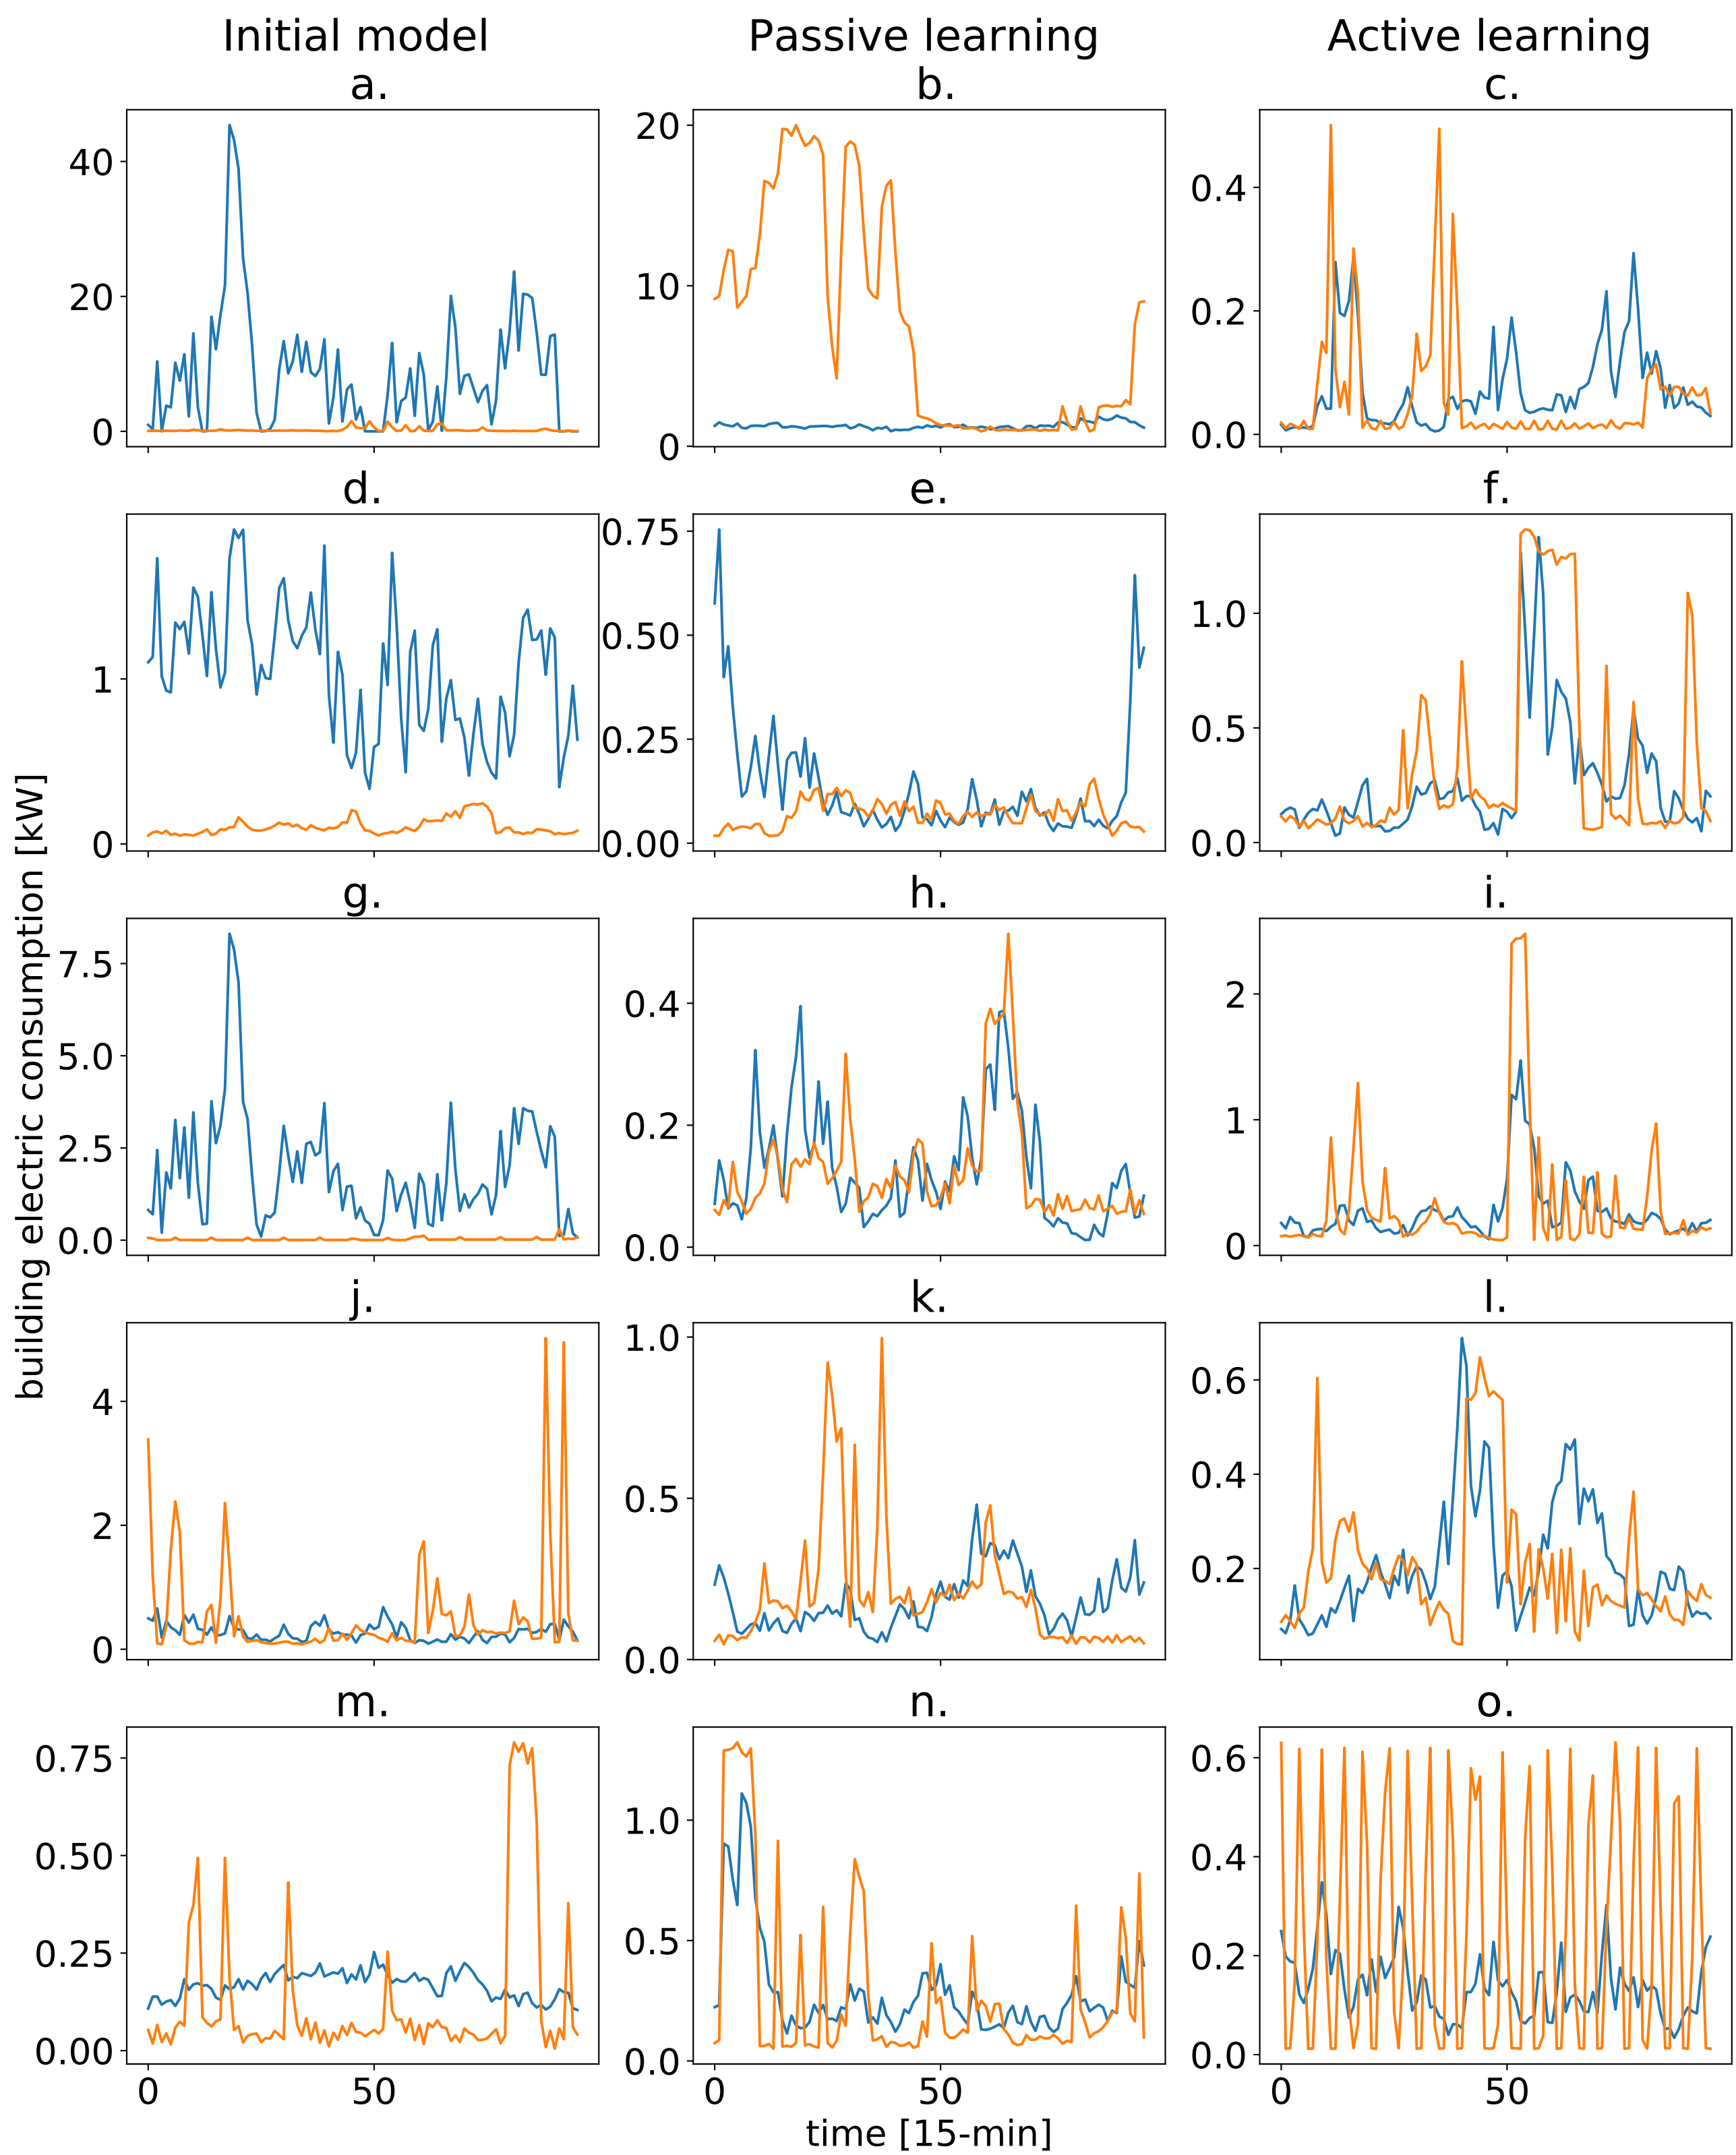 Initial model
Passive learning
Active learning
a.
b.
c.
40
20
0
20
10
0
0.4
0.2
0.0
d.
e.
f.
1
0
0.75
0.50
0.25
0.00
1.0
0.5
0.0
g.
h.
i.
7.5
5.0
2.5
0.0
0.4
0.2
0.0
2
1
0
j.
k.
l.
4
2
0
1.0
0.5
0.0
0.6
0.4
0.2
m.
n.
o.
0.75
0.50
0.25
0.00
0 50
1.0
0.5
0.0
0 50
0.6
0.4
0.2
0.0
0 50
building electric consumption [kW]
time [15-min]